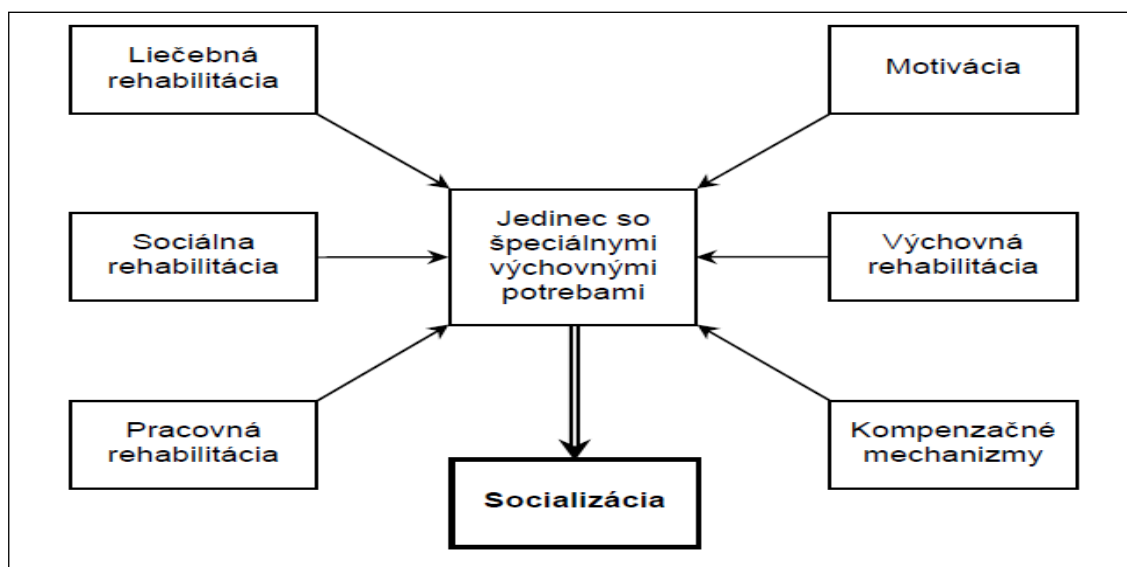 Liečebná
rehabilitácia
Motivácia
Jedinec so
špeciálnymi
výchovnými
potrebami
Sociálna
rehabilitácia
Výchovná
rehabilitácia
Pracovná
rehabilitácia
Kompenzačné
mechanizmy
Socializácia